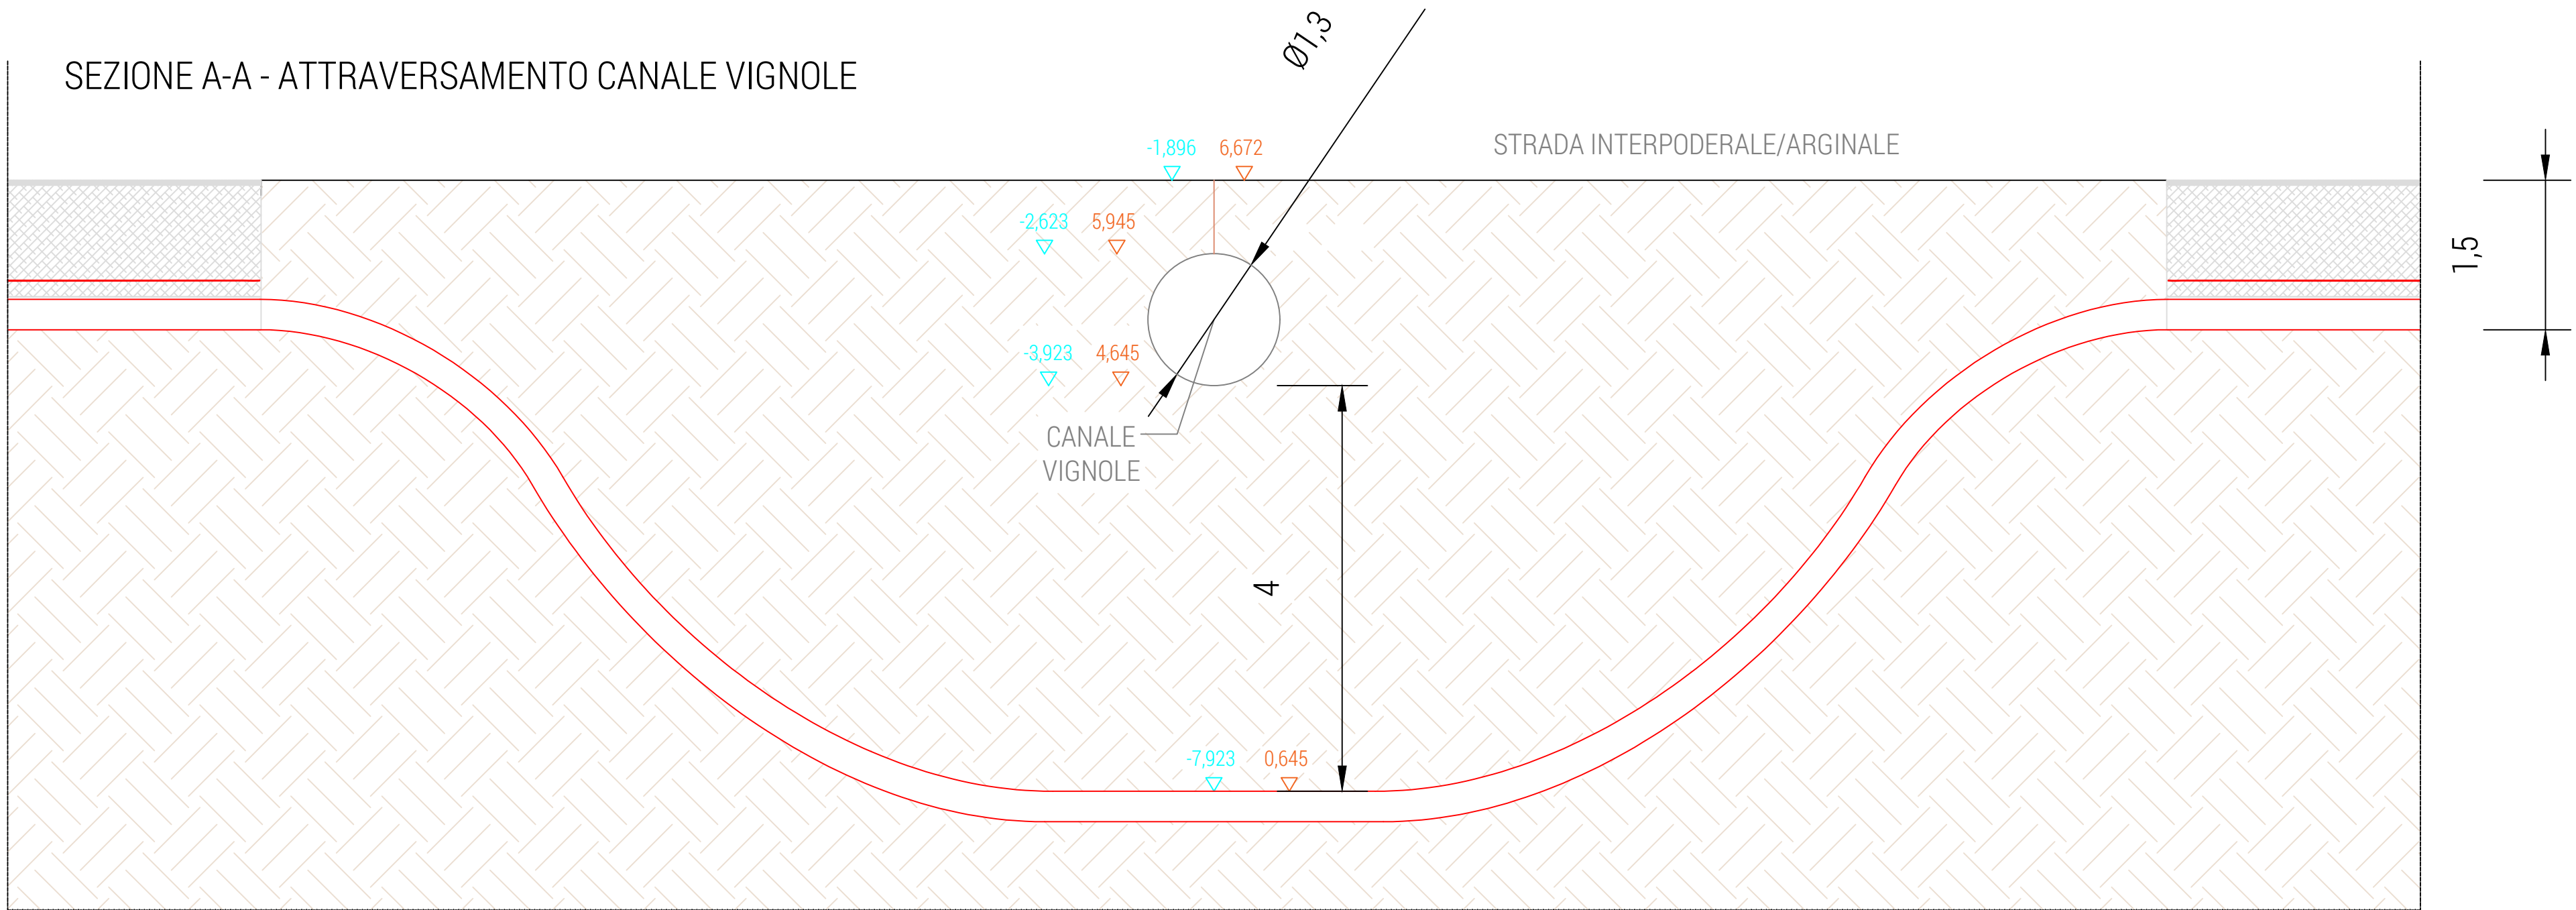 Ø1,3
SEZIONE A-A - ATTRAVERSAMENTO CANALE VIGNOLE
-1,896 6,672
STRADA INTERPODERALE/ARGINALE
-2,623 5,945
1,5
-3,923 4,645
CANALE
VIGNOLE
4
-7,923 0,645